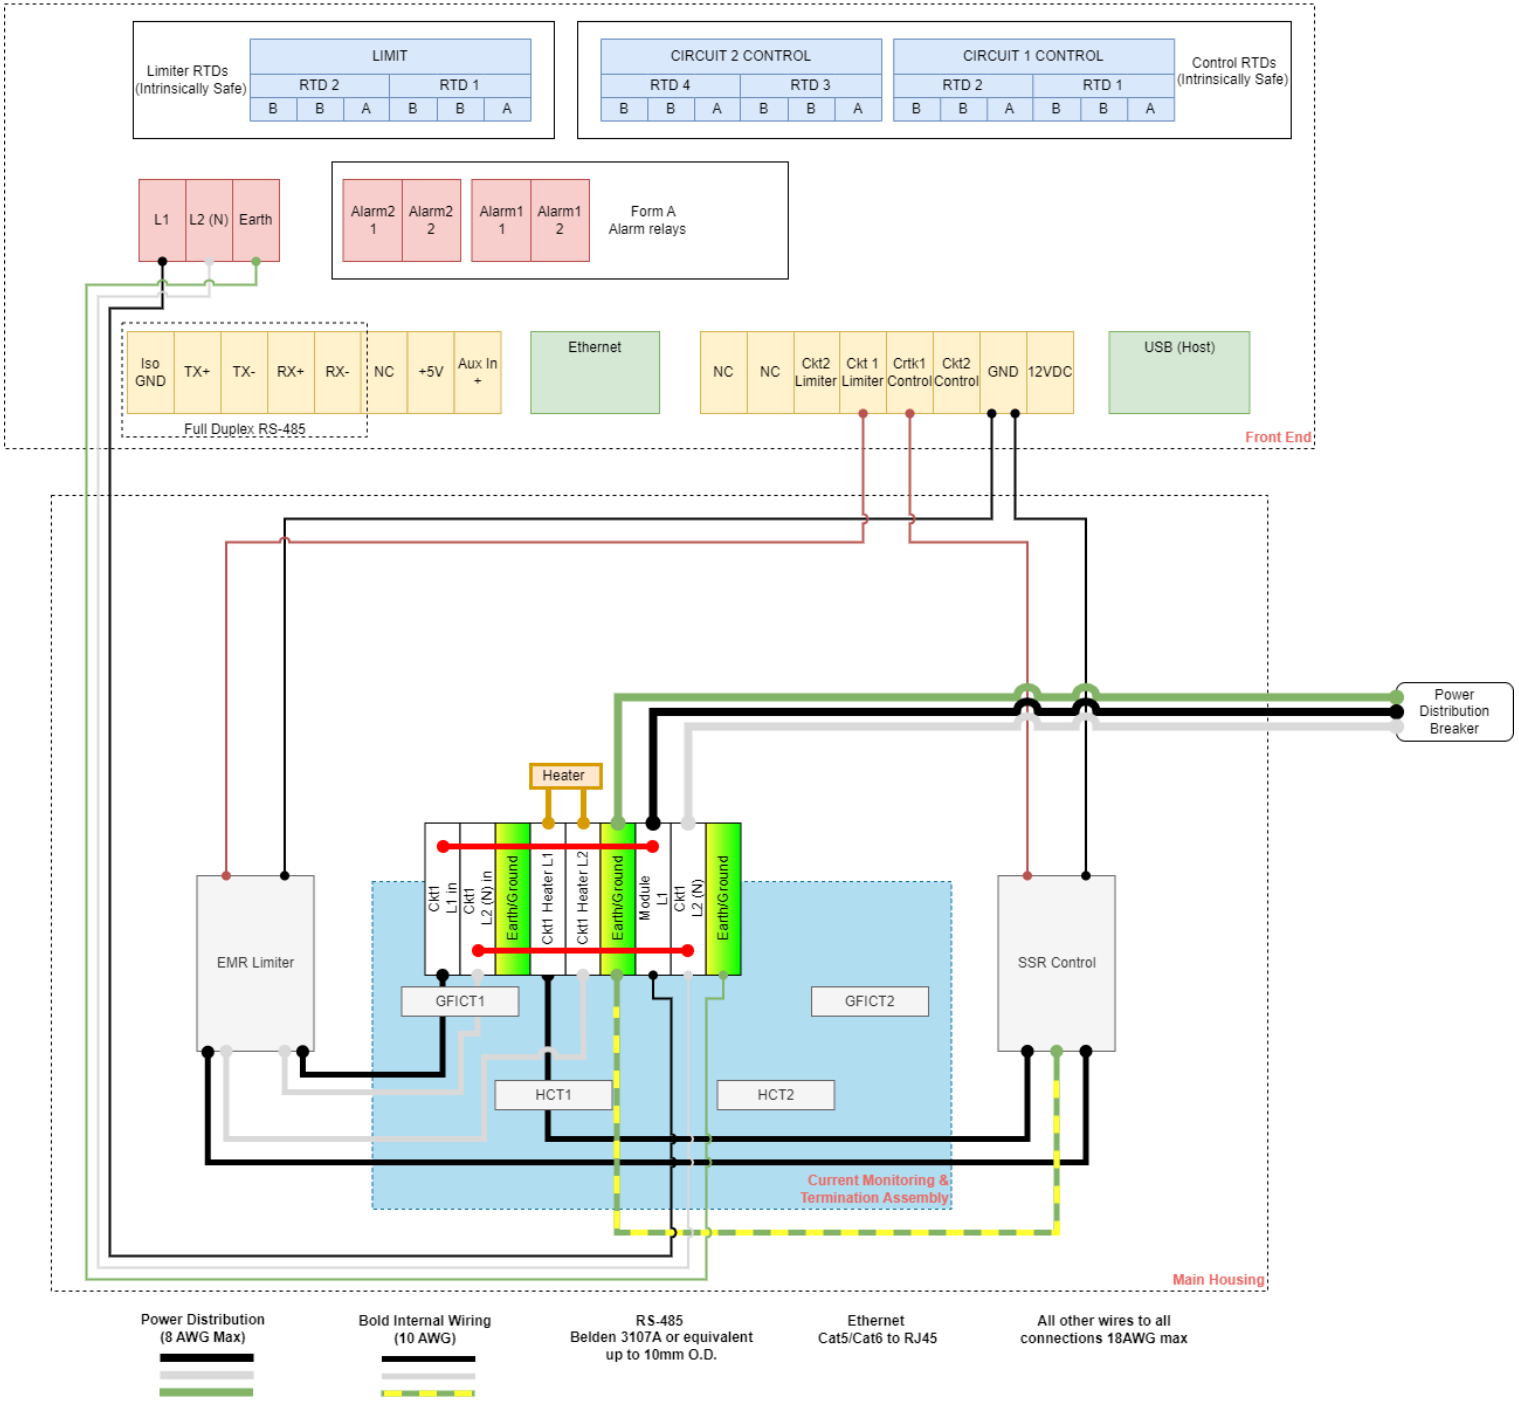 Limiter RTDs
(Intrinsically Safe)
LIMIT
RTD 2
RTD 1
B
B
A
B
B
A
CIRCUIT 2 CONTROL
RTD 4
RTD 3
B
B
A
B
B
A
CIRCUIT 1 CONTROL
RTD 2
RTD 1
B
B
A
B
B
A
Control RTDs
(Intrinsically Safe)
L1
L2 (N)
Earth
Alarm2
1
Alarm2
2
Alarm1
1
Alarm1
2
Form A
Alarm relays
Iso
GND
TX+
TX-
RX+
RX-
NC
+5V
Aux In
+
Full Duplex RS-485
Ethernet
NC
NC
Ckt2
Limiter
Ckt 1
Limiter
Crtk1
Control
Ckt2
Control
GND
12VDC
USB (Host)
Front End
Power
Distribution
Breaker
Heater
Ckt1
L1 in
Ckt1
L2 (N) in
Earth/Ground
Ckt1 Heater L1
Ckt1 Heater L2
Earth/Ground
Module
L1
Ckt1
L2 (N)
Earth/Ground
EMR Limiter
SSR Control
GFICT1
GFICT2
HCT1
HCT2
Current Monitoring &
Termination Assembly
Main Housing
Power Distribution
(8 AWG Max)
Bold Internal Wiring
(10 AWG)
RS-485
Belden 3107A or equivalent
up to 10mm O.D.
Ethernet
Cat5/Cat6 to RJ45
All other wires to all
connections 18AWG max